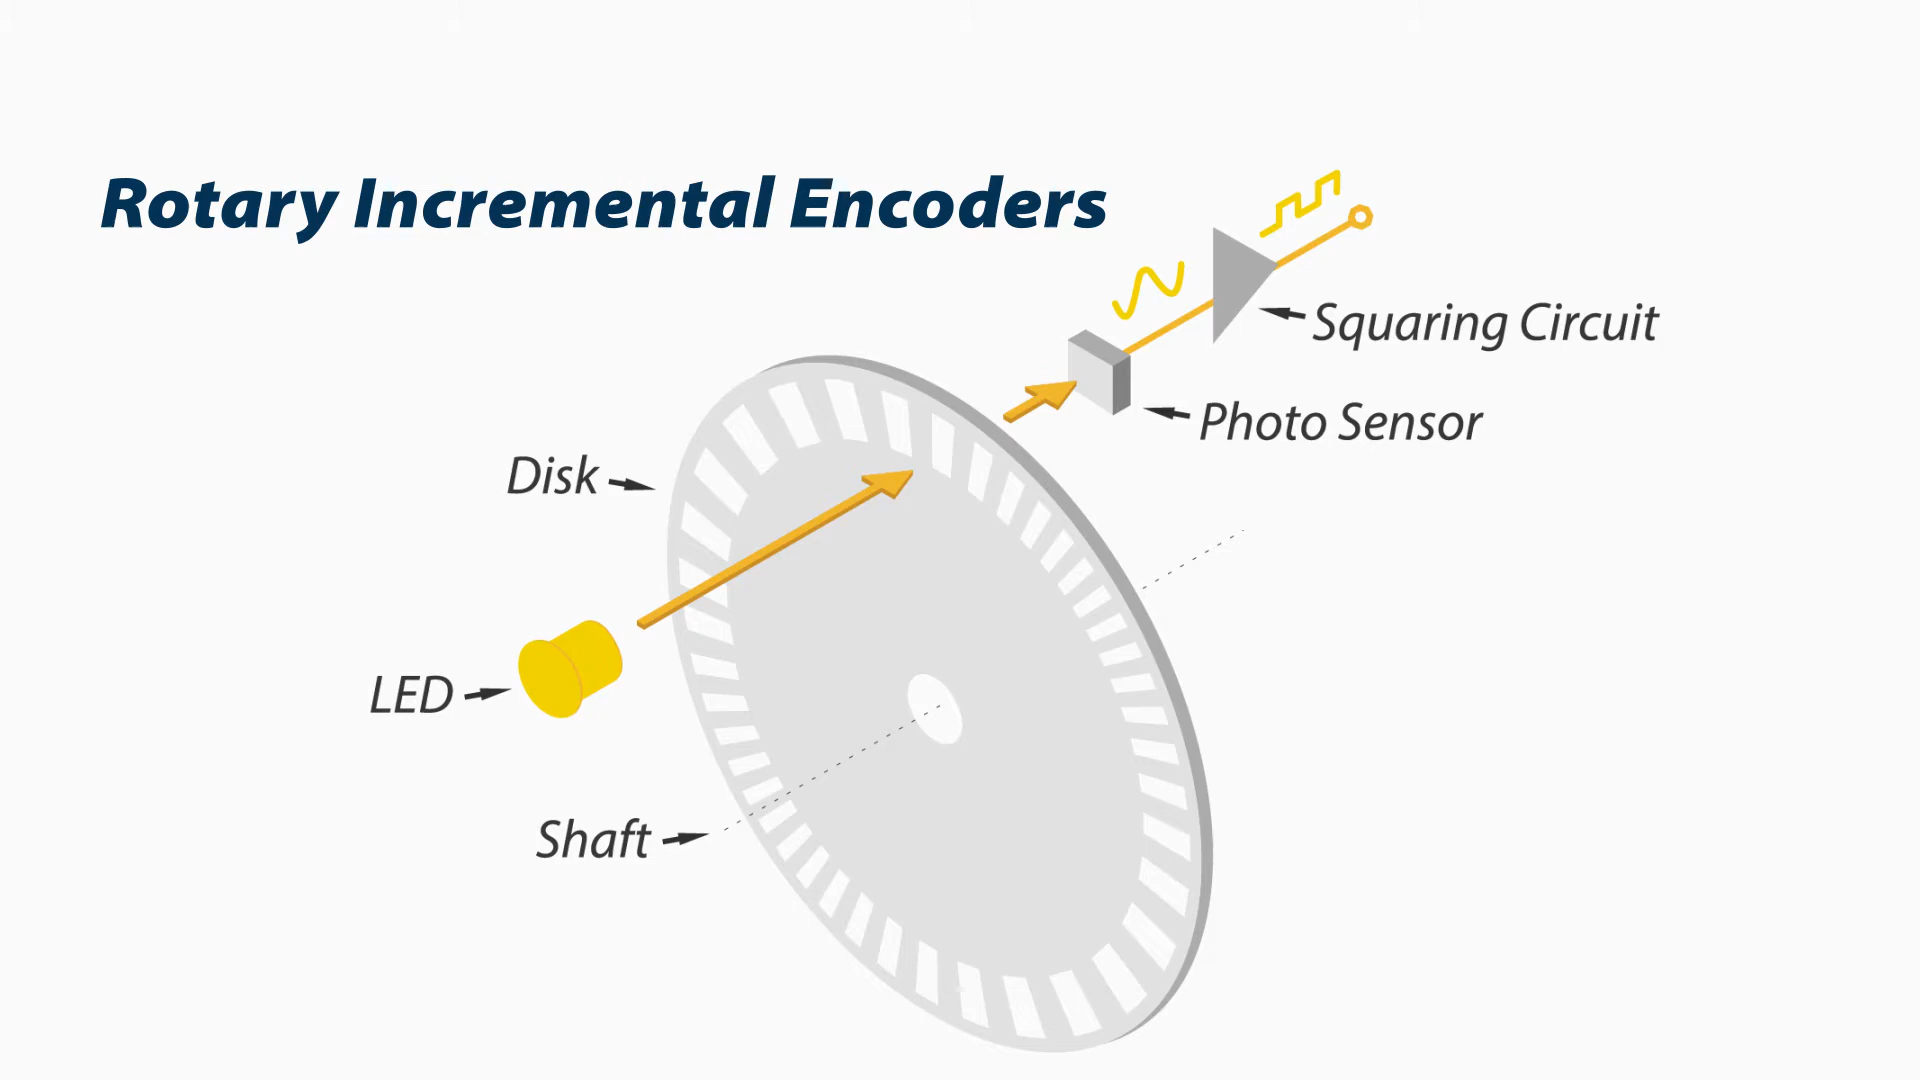 Rotary Incremental Encoders
Squaring Circuit
Photo Sensor
Disk
LED
Shaft